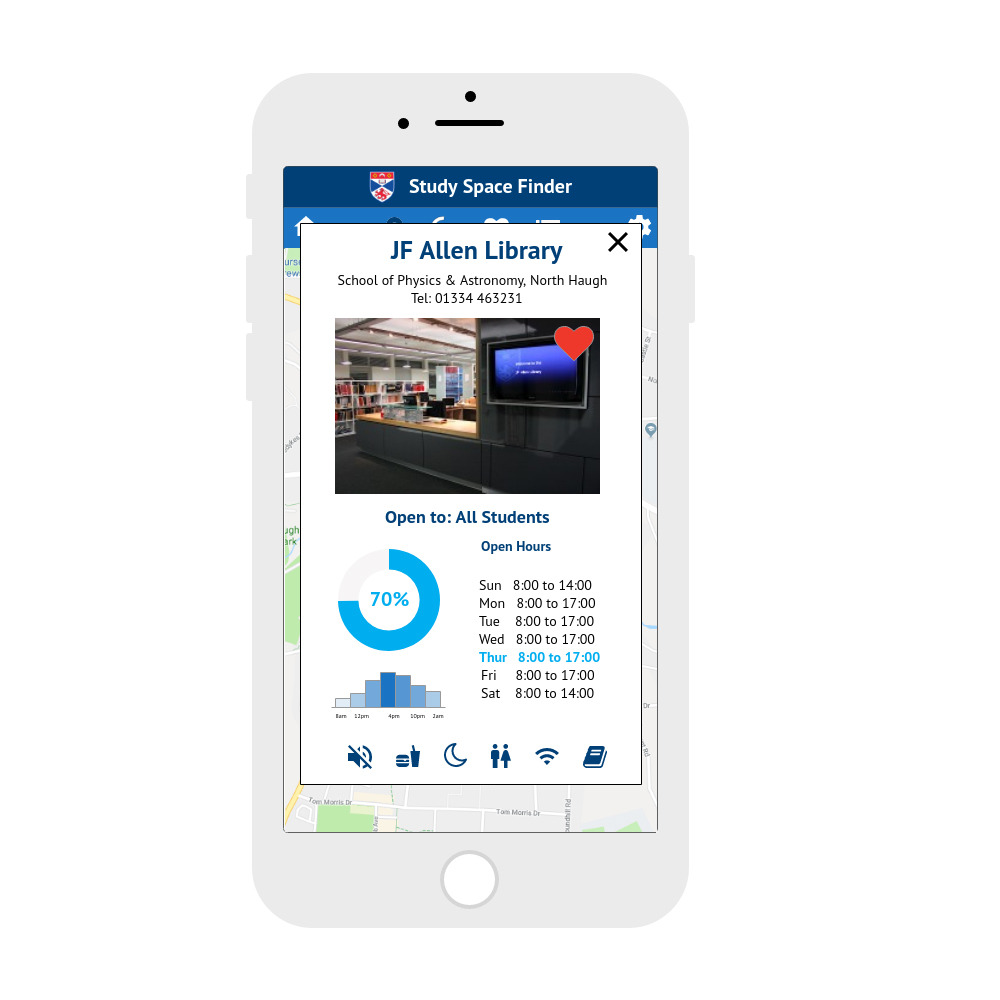 Study Space Finder
JF Allen Library
School of Physics & Astronomy, North Haugh
Tel: 01334 463231
JF Allen Library
Open to: All Students
Open Hours
70%
Sun 8:00 to 14:00
Mon 8:00 to 17:00
Tue 8:00 to 17:00
Wed 8:00 to 17:00
Thur 8:00 to 17:00
Fri 8:00 to 17:00
Sat 8:00 to 14:00
8am 12pm 4pm 10pm 2am
Tom Morris Dr
Tom Morris Dr